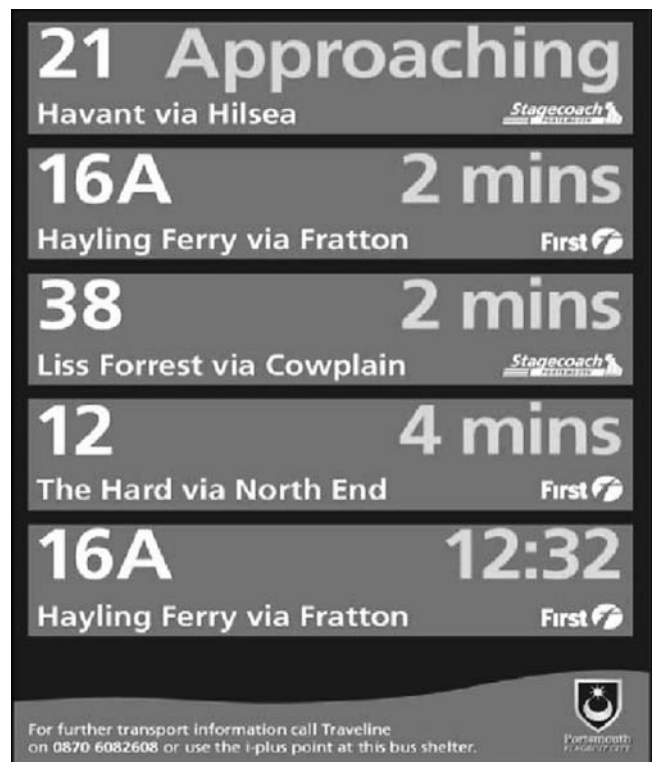 21 Approaching
Havant via Hilsea Stagecoach
16A 2 mins
Hayling Ferry via Fratton First
38 2 mins
Liss Forrest via Cowplain Stagecoach
12 4 mins
The Hard via North End First
16A 12:32
Hayling Ferry via Fratton First
For further transport information call Traveline
on 0870 6082608 or use the i-plus point at this bus shelter.
Portsmouth
FLAGSHIP CITY